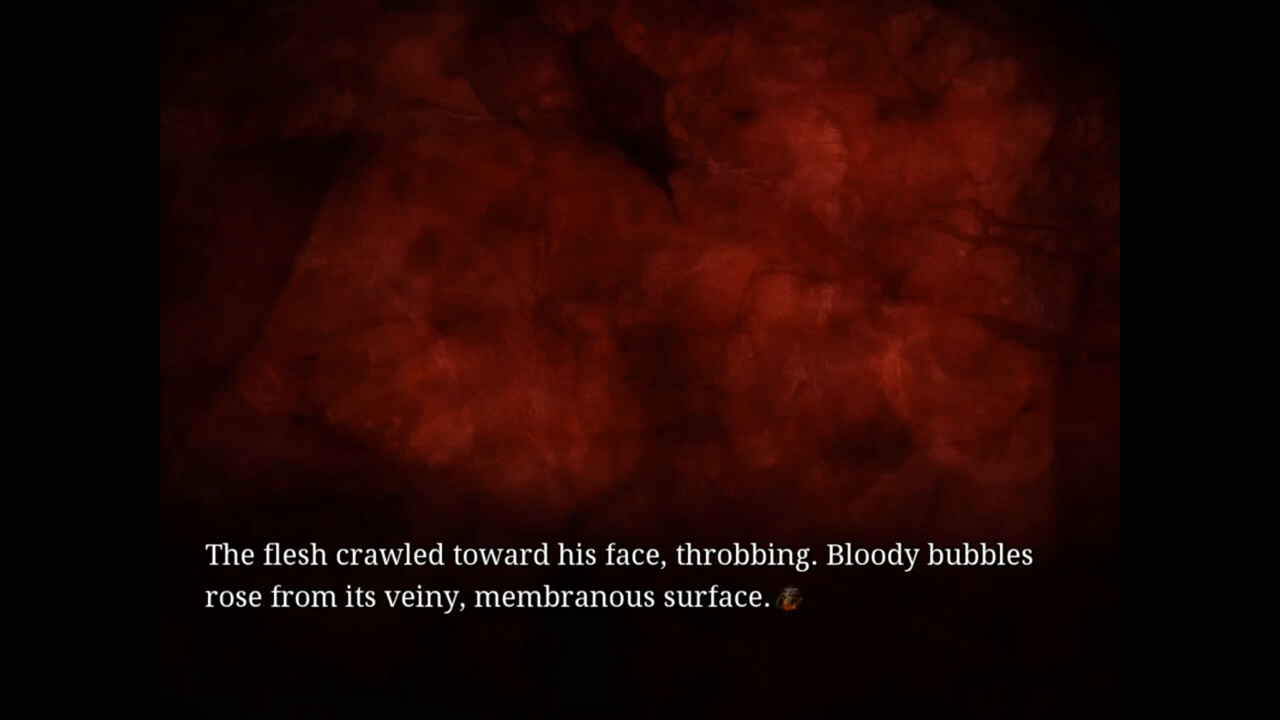 The flesh crawled toward his face, throbbing. Bloody bubbles
rose from its veiny, membranous surface.